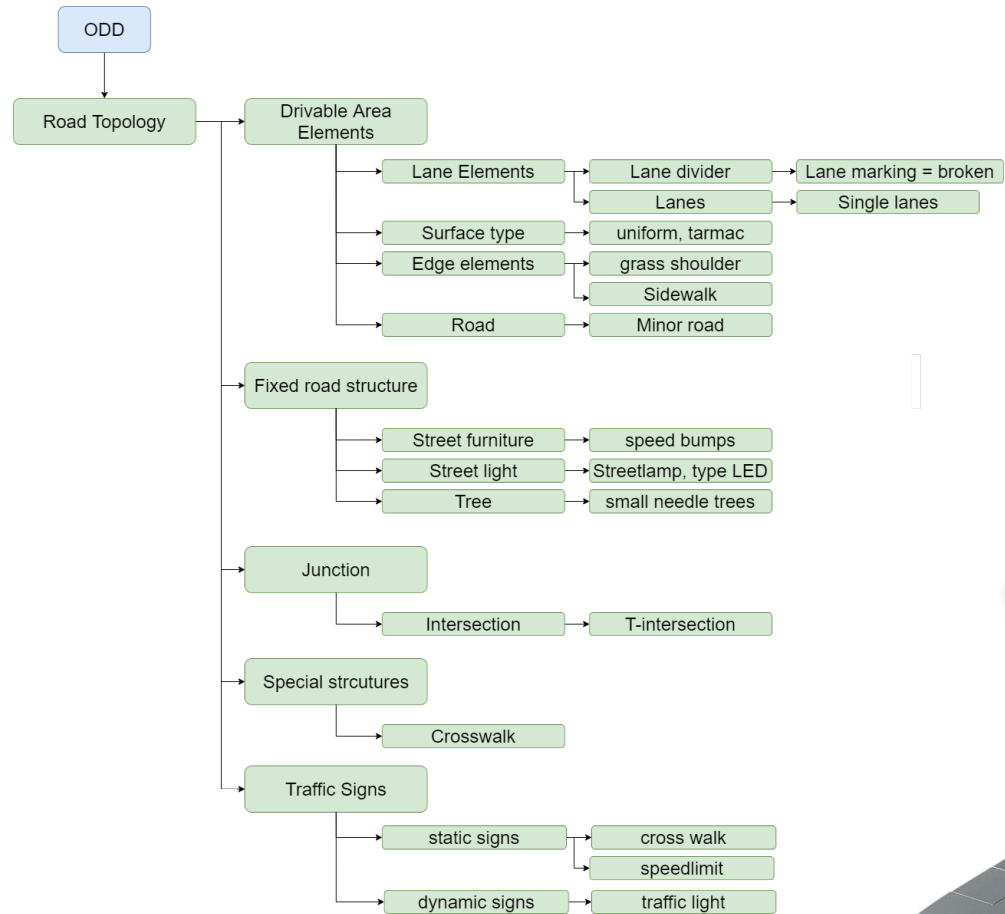 ODD
Road Topology
Drivable Area
Elements
Lane Elements
Lane divider
Lane marking = broken
Lanes
Single lanes
Surface type
uniform, tarmac
Edge elements
grass shoulder
Sidewalk
Road
Minor road
Fixed road structure
Street furniture
speed bumps
Street light
Streetlamp, type LED
Tree
small needle trees
Junction
Intersection
T-intersection
Special strcutures
Crosswalk
Traffic Signs
static signs
cross walk
speedlimit
dynamic signs
traffic light